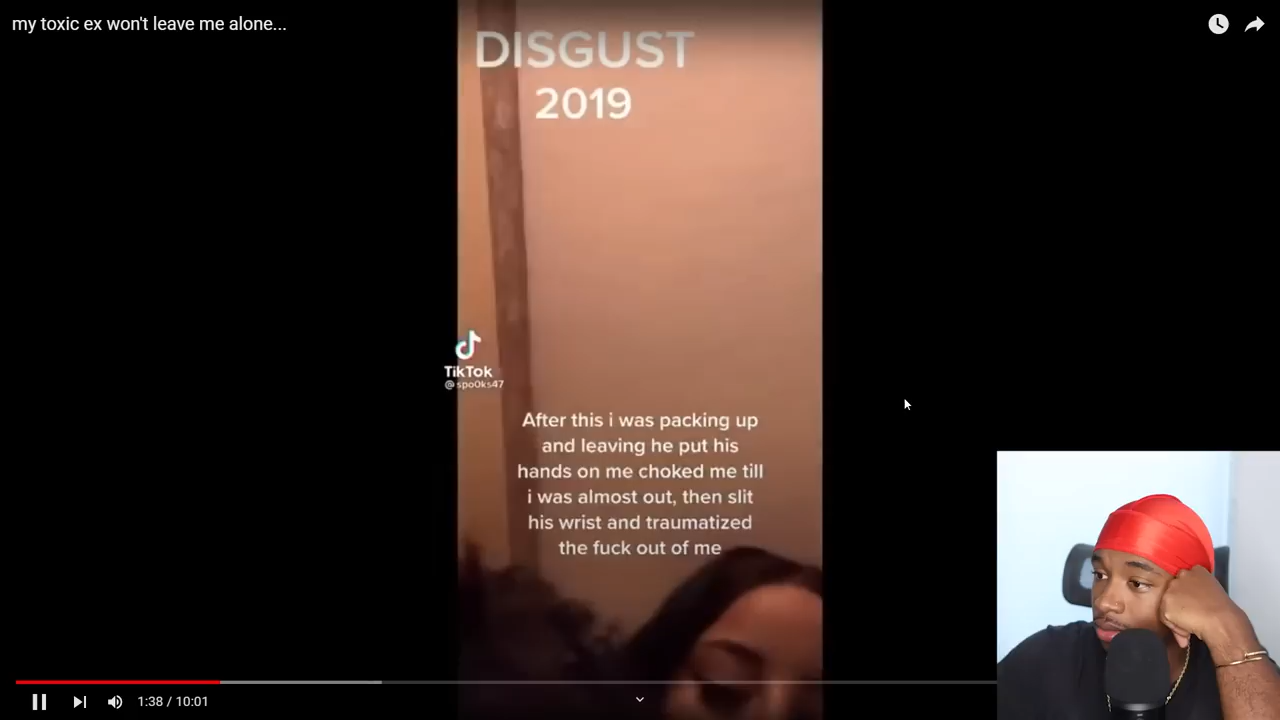 my toxic ex won't leave me alone...
DISGUST
2019
TikTok
@spo0ks47
After this i was packing up
and leaving he put his
hands on me choked me till
i was almost out, then slit
his wrist and traumatized
the fuck out of me
1:38 / 10:01